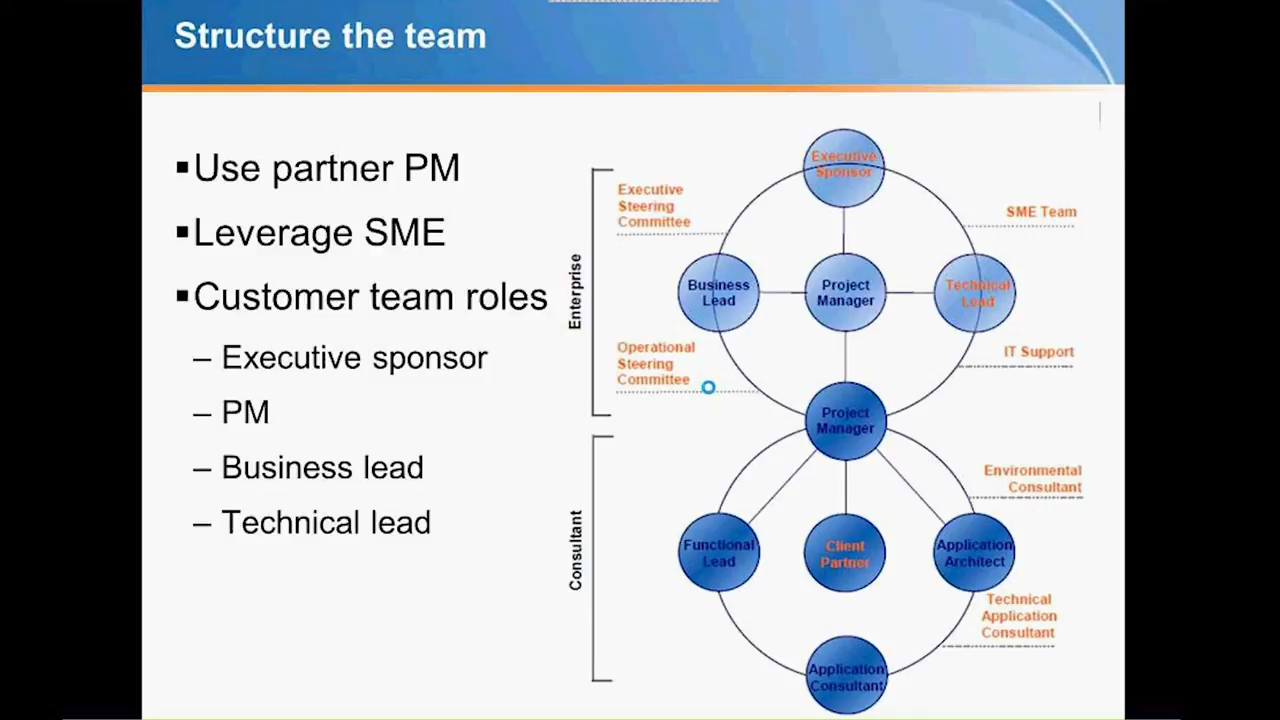 Structure the team
▪Use partner PM
▪Leverage SME
▪Customer team roles
– Executive sponsor
– PM
– Business lead
– Technical lead
Enterprise
Executive
Steering
Committee
Operational
Steering
Committee
Executive
Sponsor
SME Team
Business
Lead
Project
Manager
Technical
Lead
IT Support
Project
Manager
Consultant
Environmental
Consultant
Functional
Lead
Client
Partner
Application
Architect
Technical
Application
Consultant
Application
Consultant